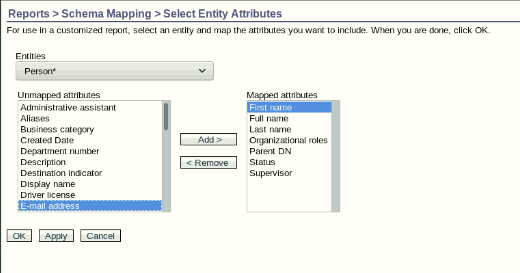 Reports > Schema Mapping > Select Entity Attributes
For use in a customized report, select an entity and map the attributes you want to include. When you are done, click OK.
Entities
Person*
Unmapped attributes
Administrative assistant
Aliases
Business category
Created Date
Department number
Description
Destination indicator
Display name
Driver license
E-mail address
Add >
< Remove
Mapped attributes
First name
Full name
Last name
Organizational roles
Parent DN
Status
Supervisor
OK Apply Cancel